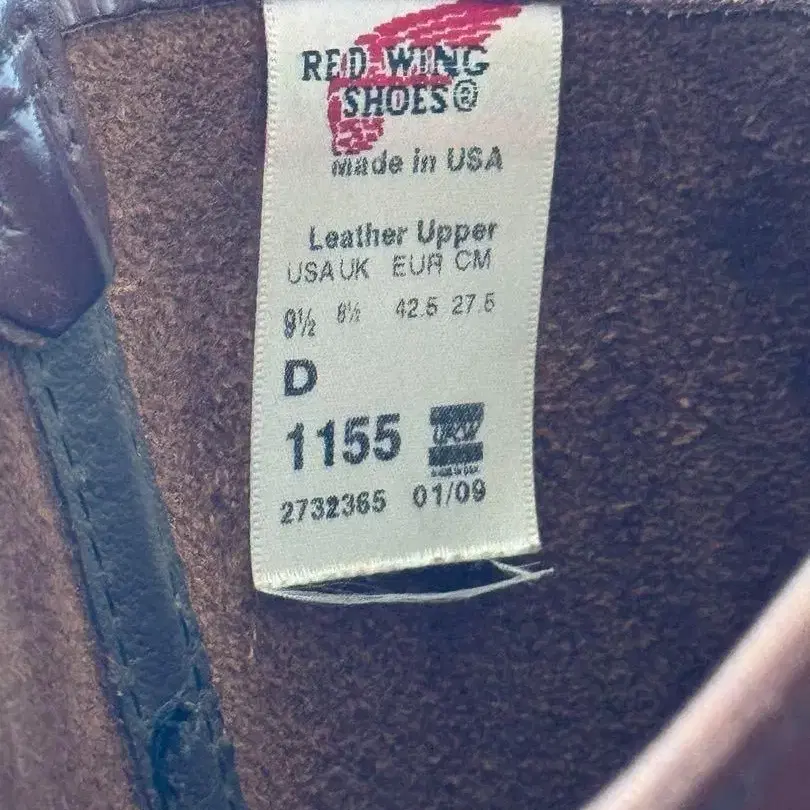 RED WING
SHOES®
Made in USA
Leather Upper
USA UK EUR CM
9½ 8½ 42.5 27.5
D
1155
2732365 01/09